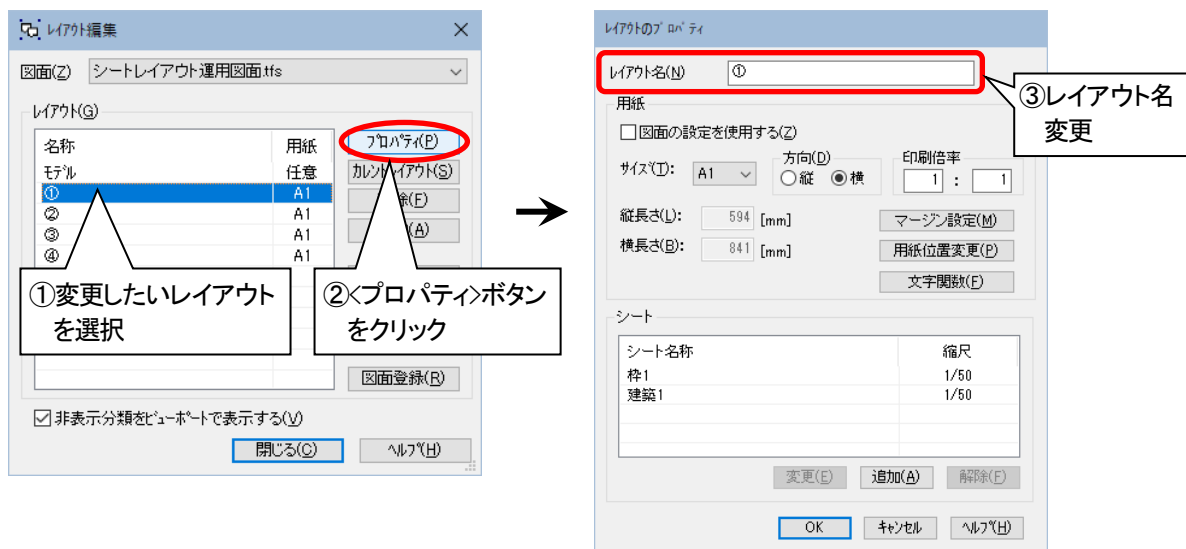 レイアウト編集
図面(Z) シートレイアウト運用図面.tfs
レイアウト(G)
名称 用紙
モデル 任意
① A1
② A1
③ A1
④ A1
プロパティ(P)
カレントレイアウト(S)
除(F)
(A)
図面登録(R)
①変更したいレイアウト
を選択
②<プロパティ>ボタン
をクリック
非表示分類をビューポートで表示する(V)
閉じる(C) ヘルプ(H)
レイアウトのプロパティ
レイアウト名(N) ①
③レイアウト名
変更
用紙
図面の設定を使用する(Z)
サイズ(T): A1 方向(D) 縦 横 印刷倍率 1 : 1
縦長さ(L): 594 [mm] マージン設定(M)
横長さ(B): 841 [mm] 用紙位置変更(P)
文字関数(F)
シート
シート名称 縮尺
枠1 1/50
建築1 1/50
変更(E) 追加(A) 解除(F)
OK キャンセル ヘルプ(H)